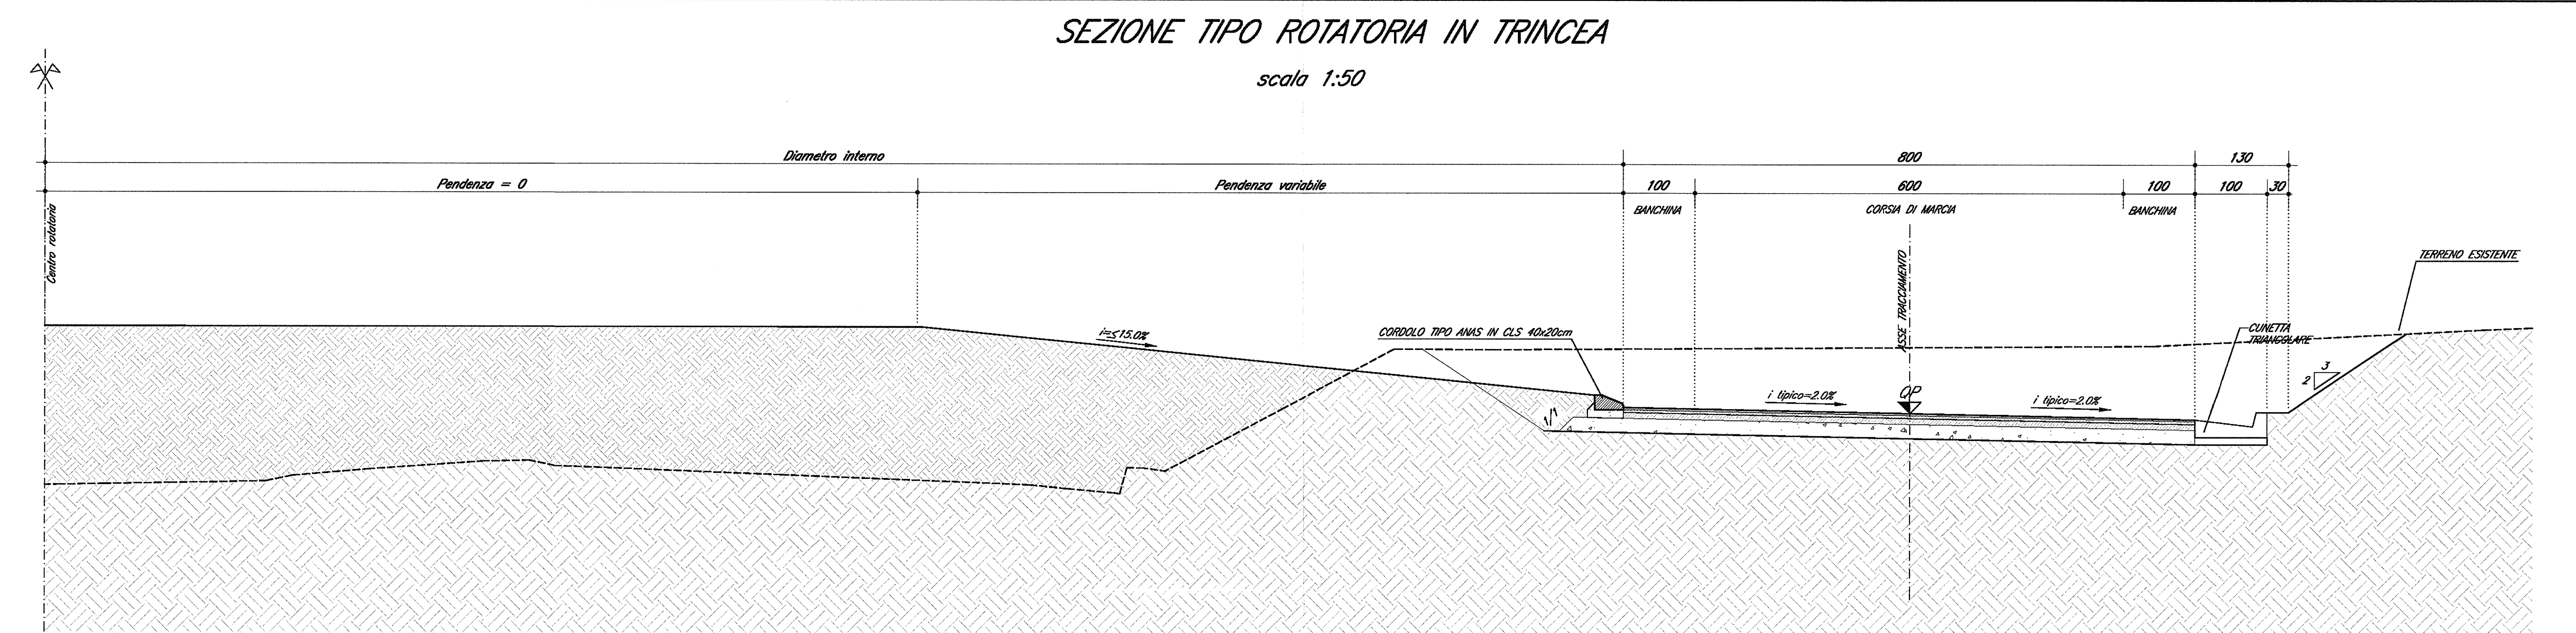 SEZIONE TIPO ROTATORIA IN TRINCEA
scala 1:50
Diametro interno
800
130
Pendenza = 0
Pendenza variabile
100
600
100
100
30
BANCHINA
CORSIA DI MARCIA
BANCHINA
Centro rotatoria
ASSE TRACCIAMENTO
TERRENO ESISTENTE
i=≤15.0%
CORDOLO TIPO ANAS IN CLS 40x20cm
CUNETTA
TRIANGOLARE
3
2
i tipico=2.0%
QP
i tipico=2.0%
1/1